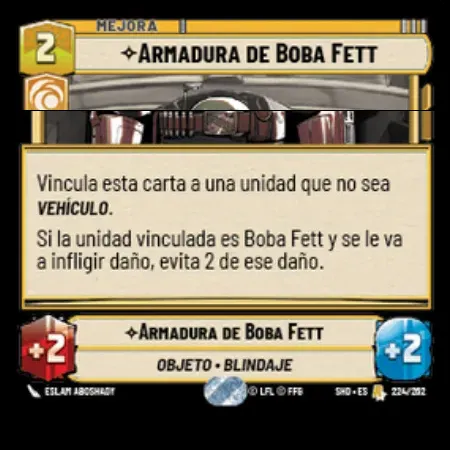 MEJORA
2
✧ARMADURA DE BOBA FETT
Vincula esta carta a una unidad que no sea
VEHÍCULO.
Si la unidad vinculada es Boba Fett y se le va
a infligir daño, evita 2 de ese daño.
+2
✧ARMADURA DE BOBA FETT
+2
OBJETO • BLINDAJE
ESLAM ABOSHADY
© LFL © FFG
SHD • ES
224/262